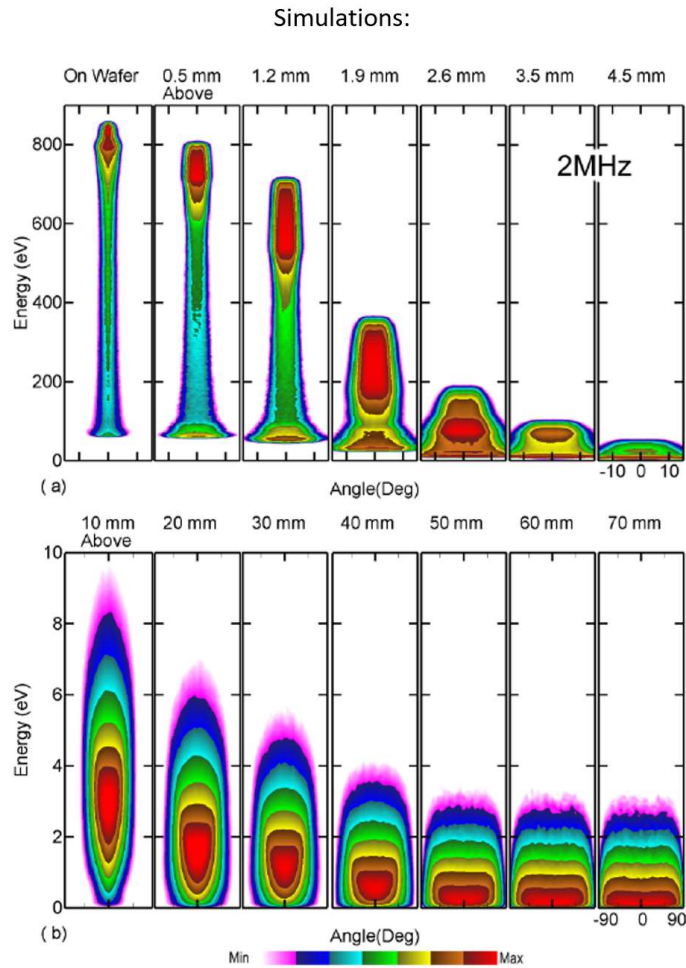 Simulations:
On Wafer 0.5 mm 1.2 mm 1.9 mm 2.6 mm 3.5 mm 4.5 mm
Above
800
2MHz
600
Energy (eV)
400
200
0
-10 0 10
( a) Angle(Deg)
10 mm 20 mm 30 mm 40 mm 50 mm 60 mm 70 mm
Above
10
8
6
Energy (eV)
4
2
0
-90 0 90
( b) Angle(Deg)
Min Max